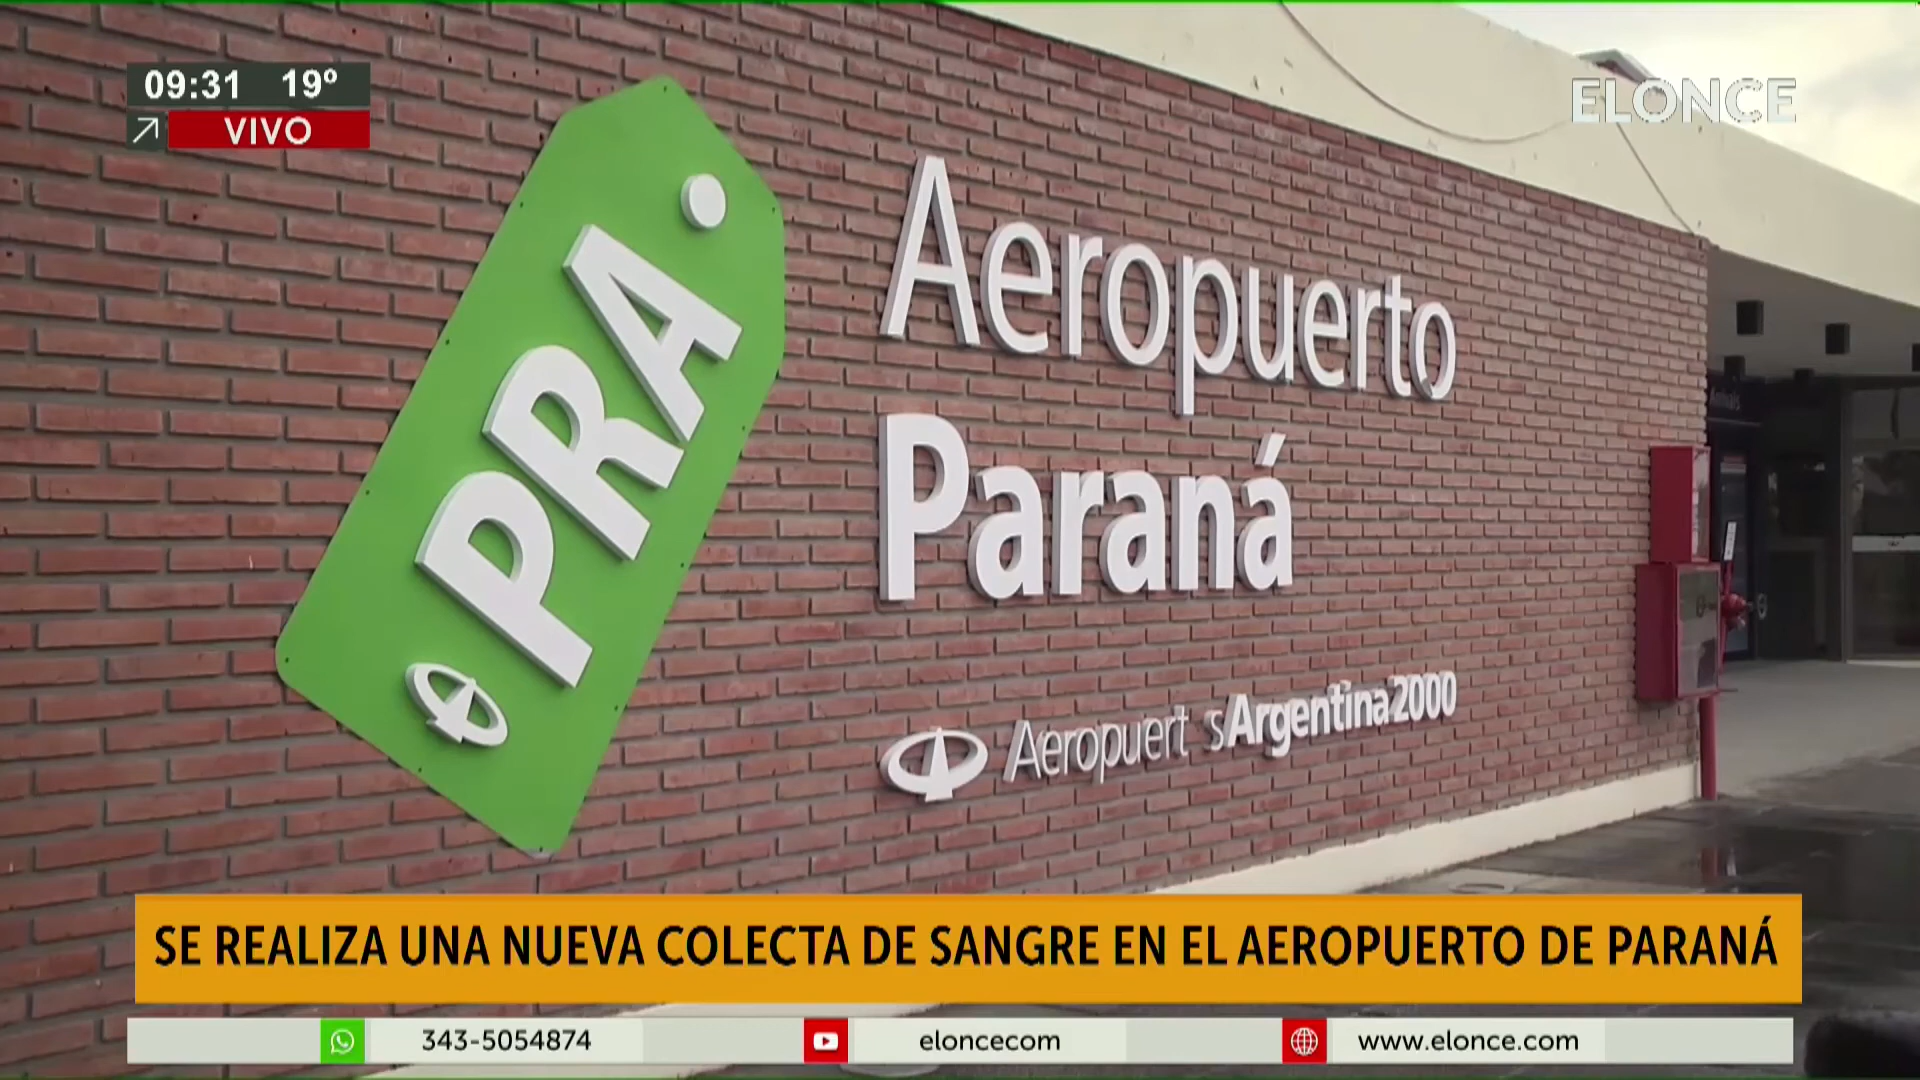 09:31 19º
VIVO
ELONCE
PRA
Aeropuerto
Paraná
Aeropuert sArgentina2000
Arrivals
SE REALIZA UNA NUEVA COLECTA DE SANGRE EN EL AEROPUERTO DE PARANÁ
343-5054874
eloncecom
www.elonce.com